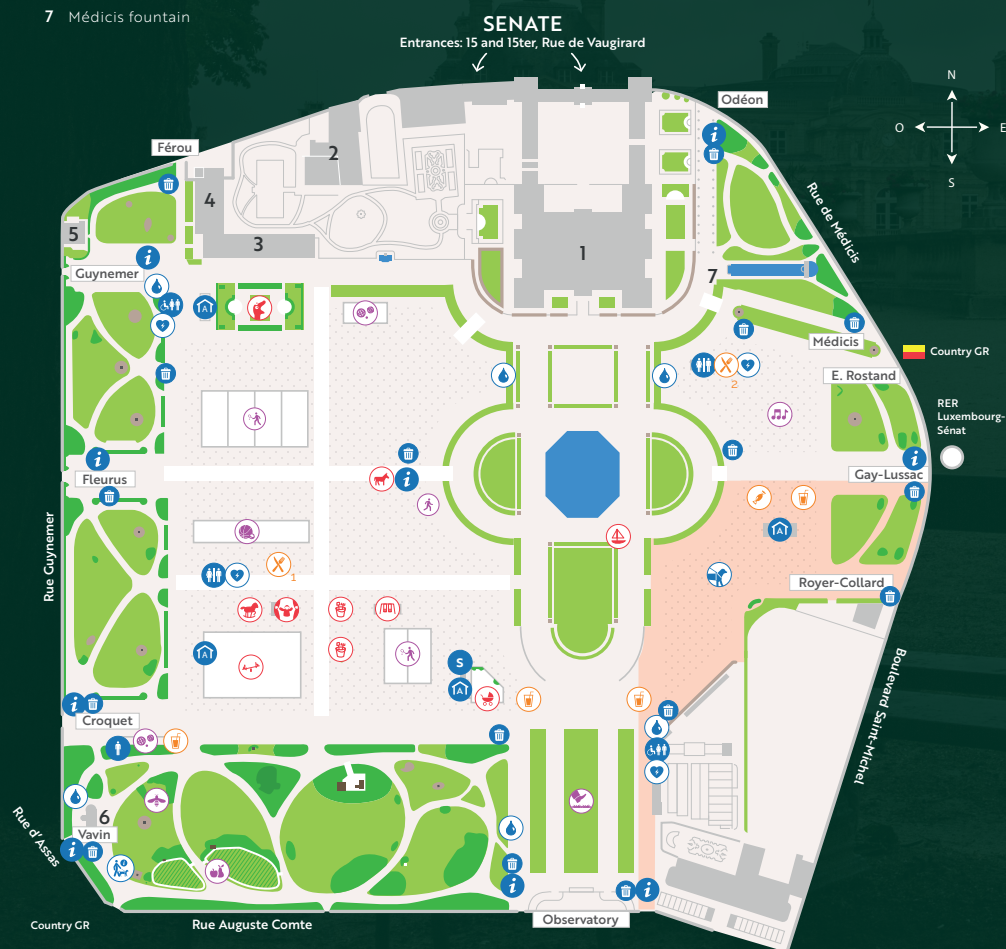 7 Médicis fountain
SENATE
Entrances: 15 and 15ter, Rue de Vaugirard
N
O
E
S
Odéon
Férou
2
4
5
3
1
Rue de Médicis
Guynemer
7
A
Médicis
Country GR
2
E. Rostand
RER
Luxembourg-
Sénat
Fleurus
Gay-Lussac
A
Rue Guynemer
1
Royer-Collard
A
S
A
Boulevard Saint-Michel
Croquet
6
Rue d'Assas
Vavin
Country GR
Rue Auguste Comte
Observatory